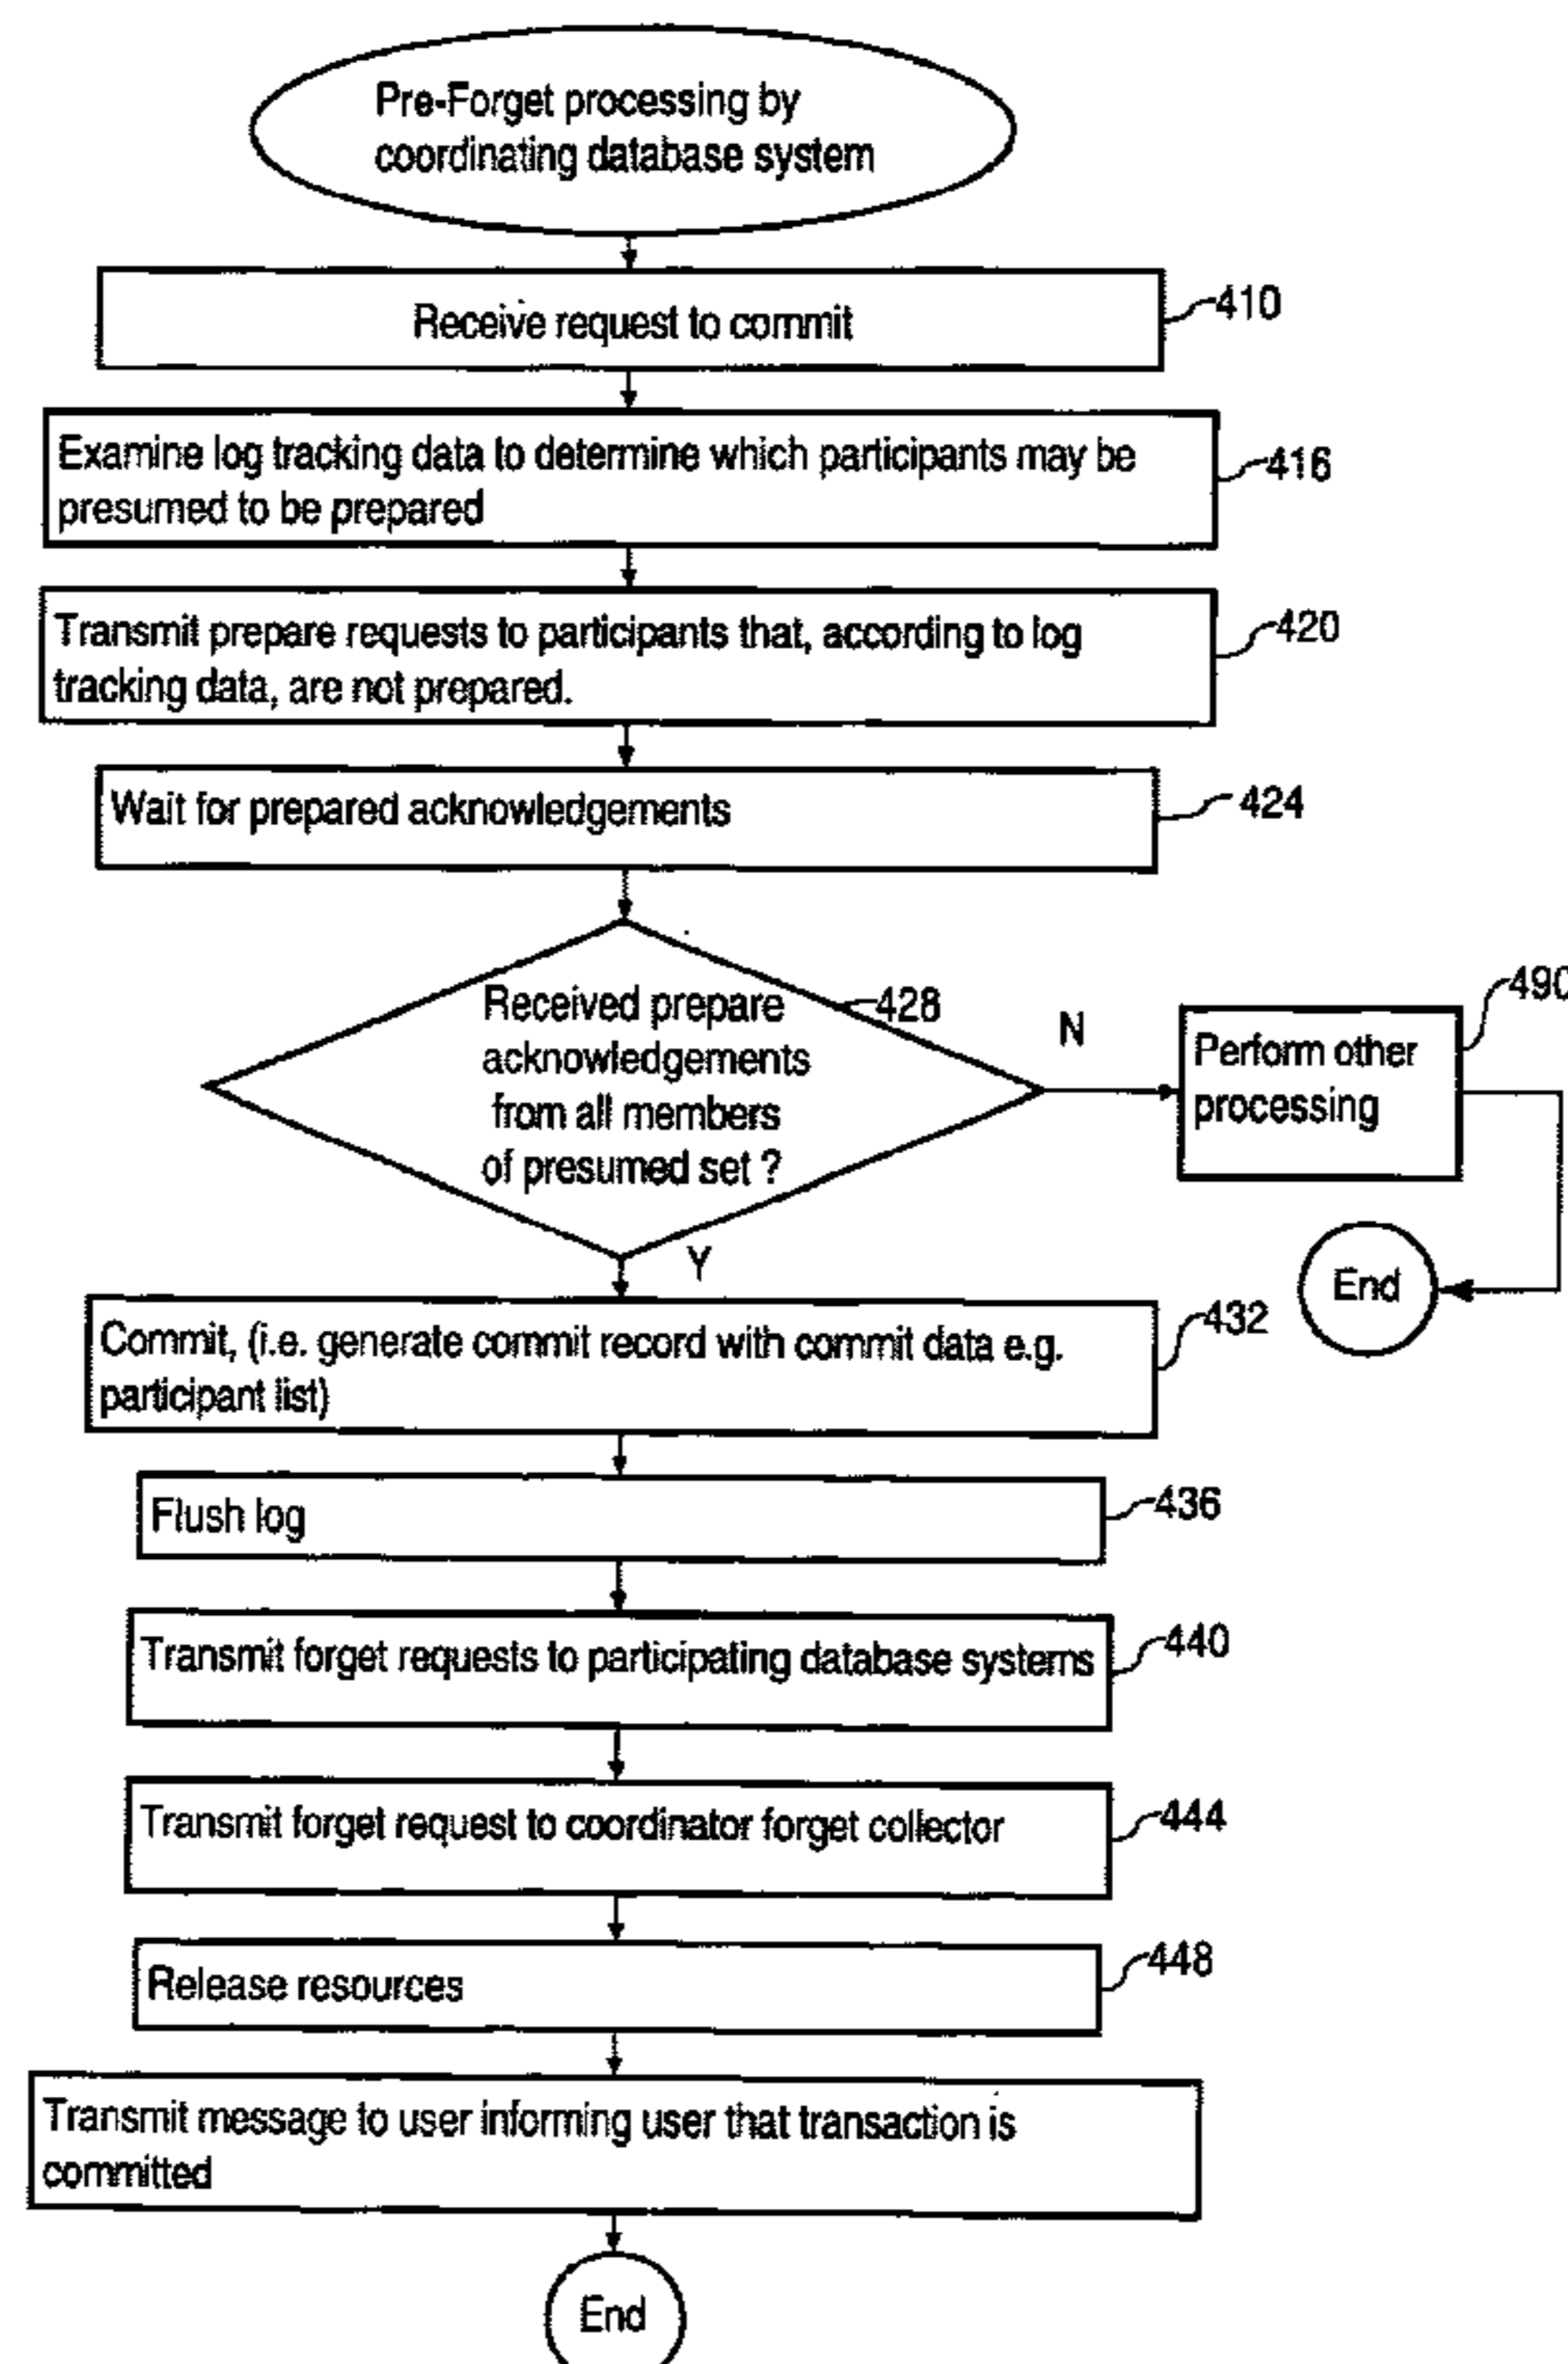 Pre-Forget processing by
coordinating database system
Receive request to commit
410
Examine log tracking data to determine which participants may be
presumed to be prepared
416
Transmit prepare requests to participants that, according to log
tracking data, are not prepared.
420
Wait for prepared acknowledgements
424
Received prepare
acknowledgements
from all members
of presumed set ?
428
N
Perform other
processing
490
End
Y
Commit, (i.e. generate commit record with commit data e.g.
participant list)
432
Flush log
436
Transmit forget requests to participating database systems
440
Transmit forget request to coordinator forget collector
444
Release resources
448
Transmit message to user informing user that transaction is
committed
End